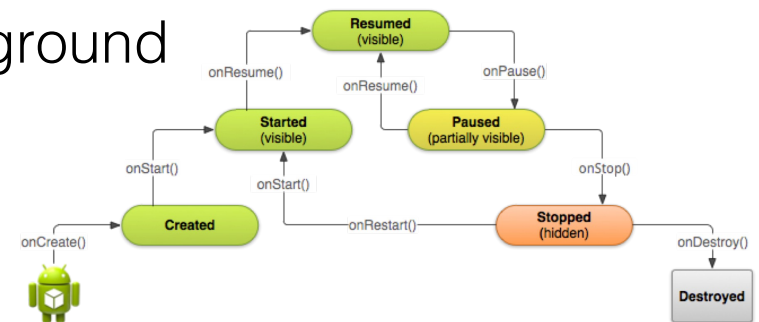 ground
Resumed
(visible)
onResume()
onResume()
onPause()
Started
(visible)
Paused
(partially visible)
onStart()
onStart()
onStop()
Created
onRestart()
Stopped
(hidden)
onCreate()
onDestroy()
Destroyed